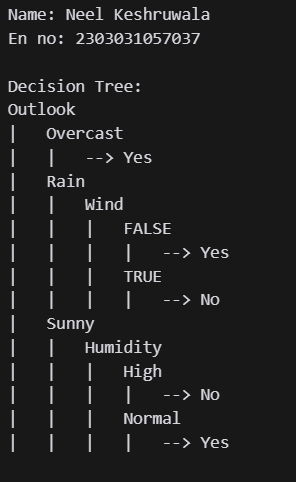 Name: Neel Keshruwala
En no: 2303031057037

Decision Tree:
Outlook
|   Overcast
|   |   --> Yes
|   Rain
|   |   Wind
|   |   |   FALSE
|   |   |   |   --> Yes
|   |   |   TRUE
|   |   |   |   --> No
|   Sunny
|   |   Humidity
|   |   |   High
|   |   |   |   --> No
|   |   |   Normal
|   |   |   |   --> Yes